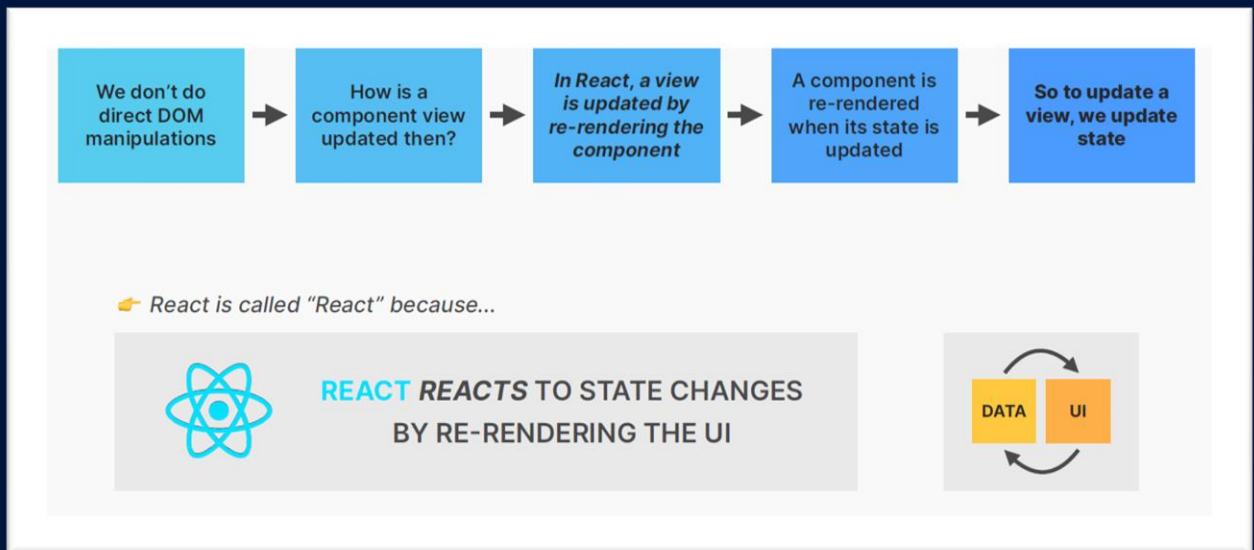 We don’t do
direct DOM
manipulations
How is a
component view
updated then?
In React, a view
is updated by
re-rendering the
component
A component is
re-rendered
when its state is
updated
So to update a
view, we update
state
👉 React is called “React” because...
REACT REACTS TO STATE CHANGES
BY RE-RENDERING THE UI
DATA
UI